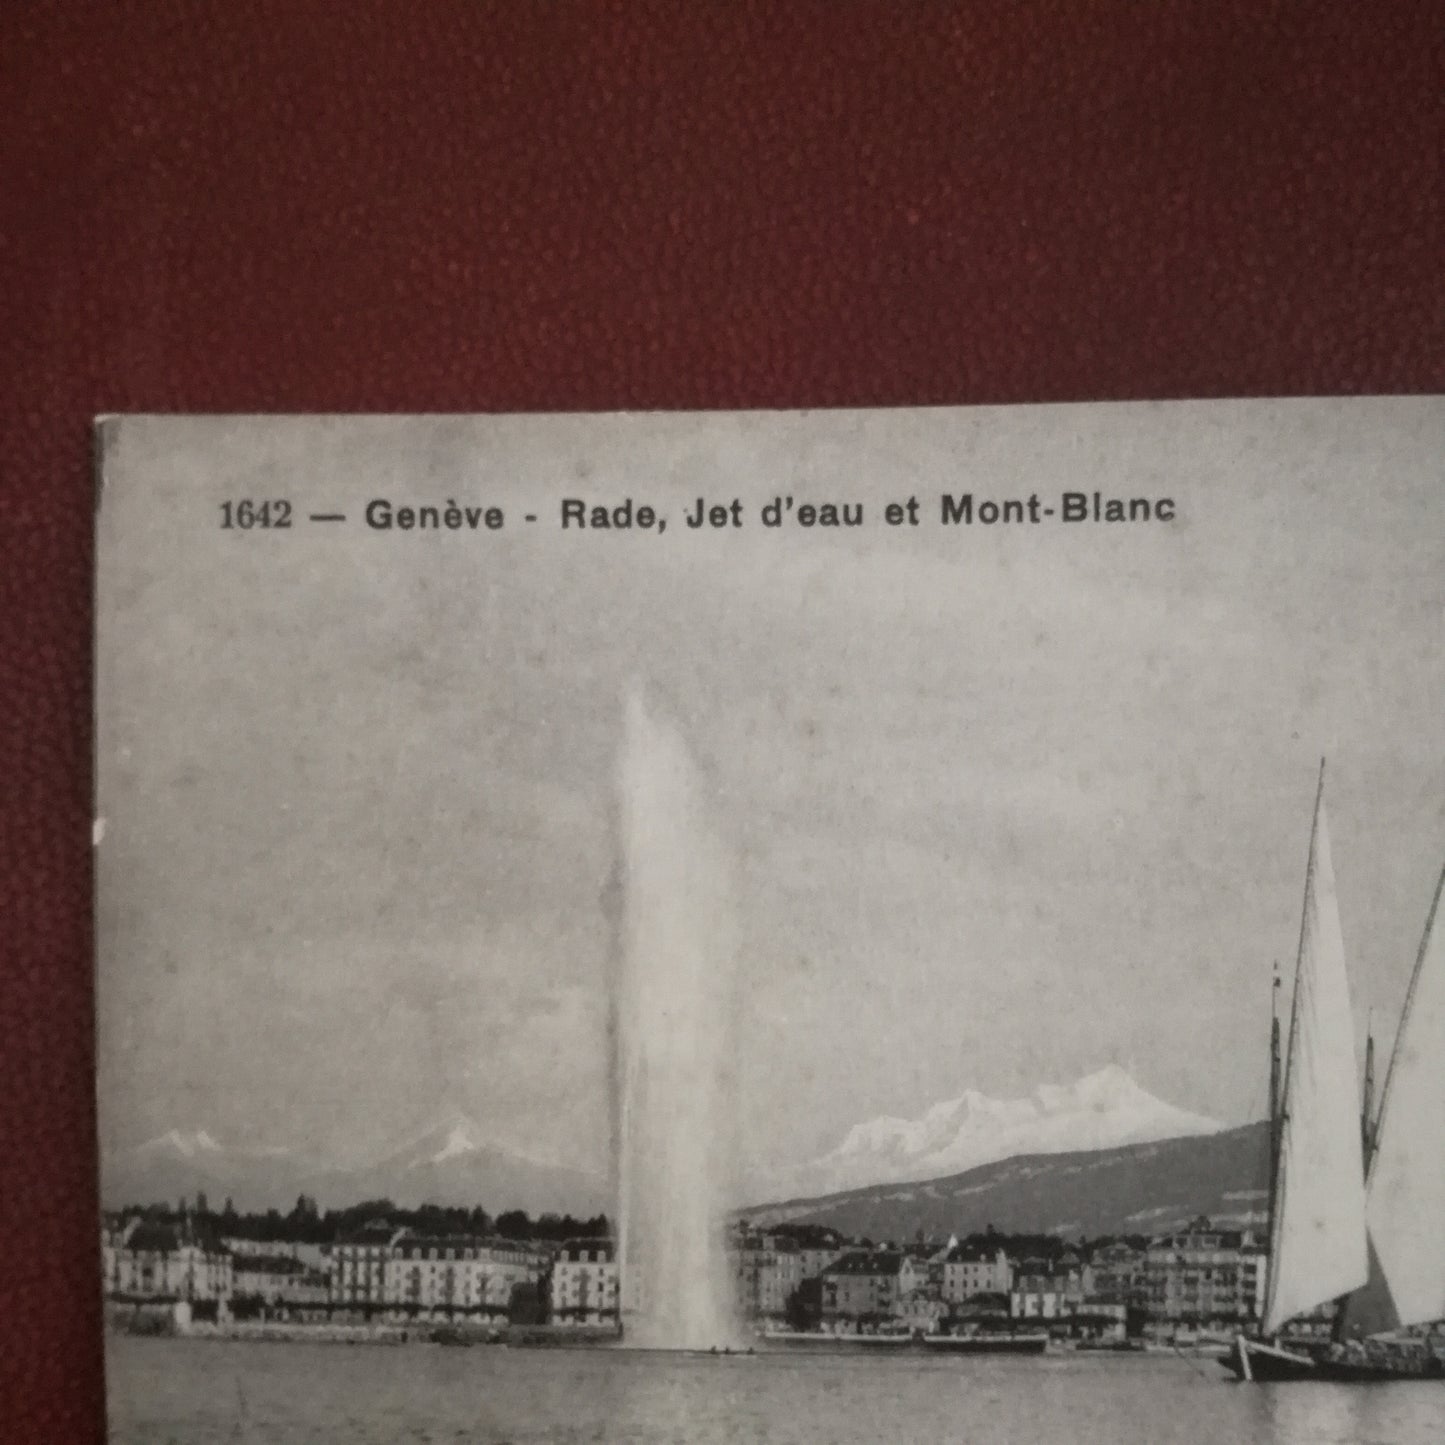 1642 — Genève - Rade, Jet d'eau et Mont-Blanc